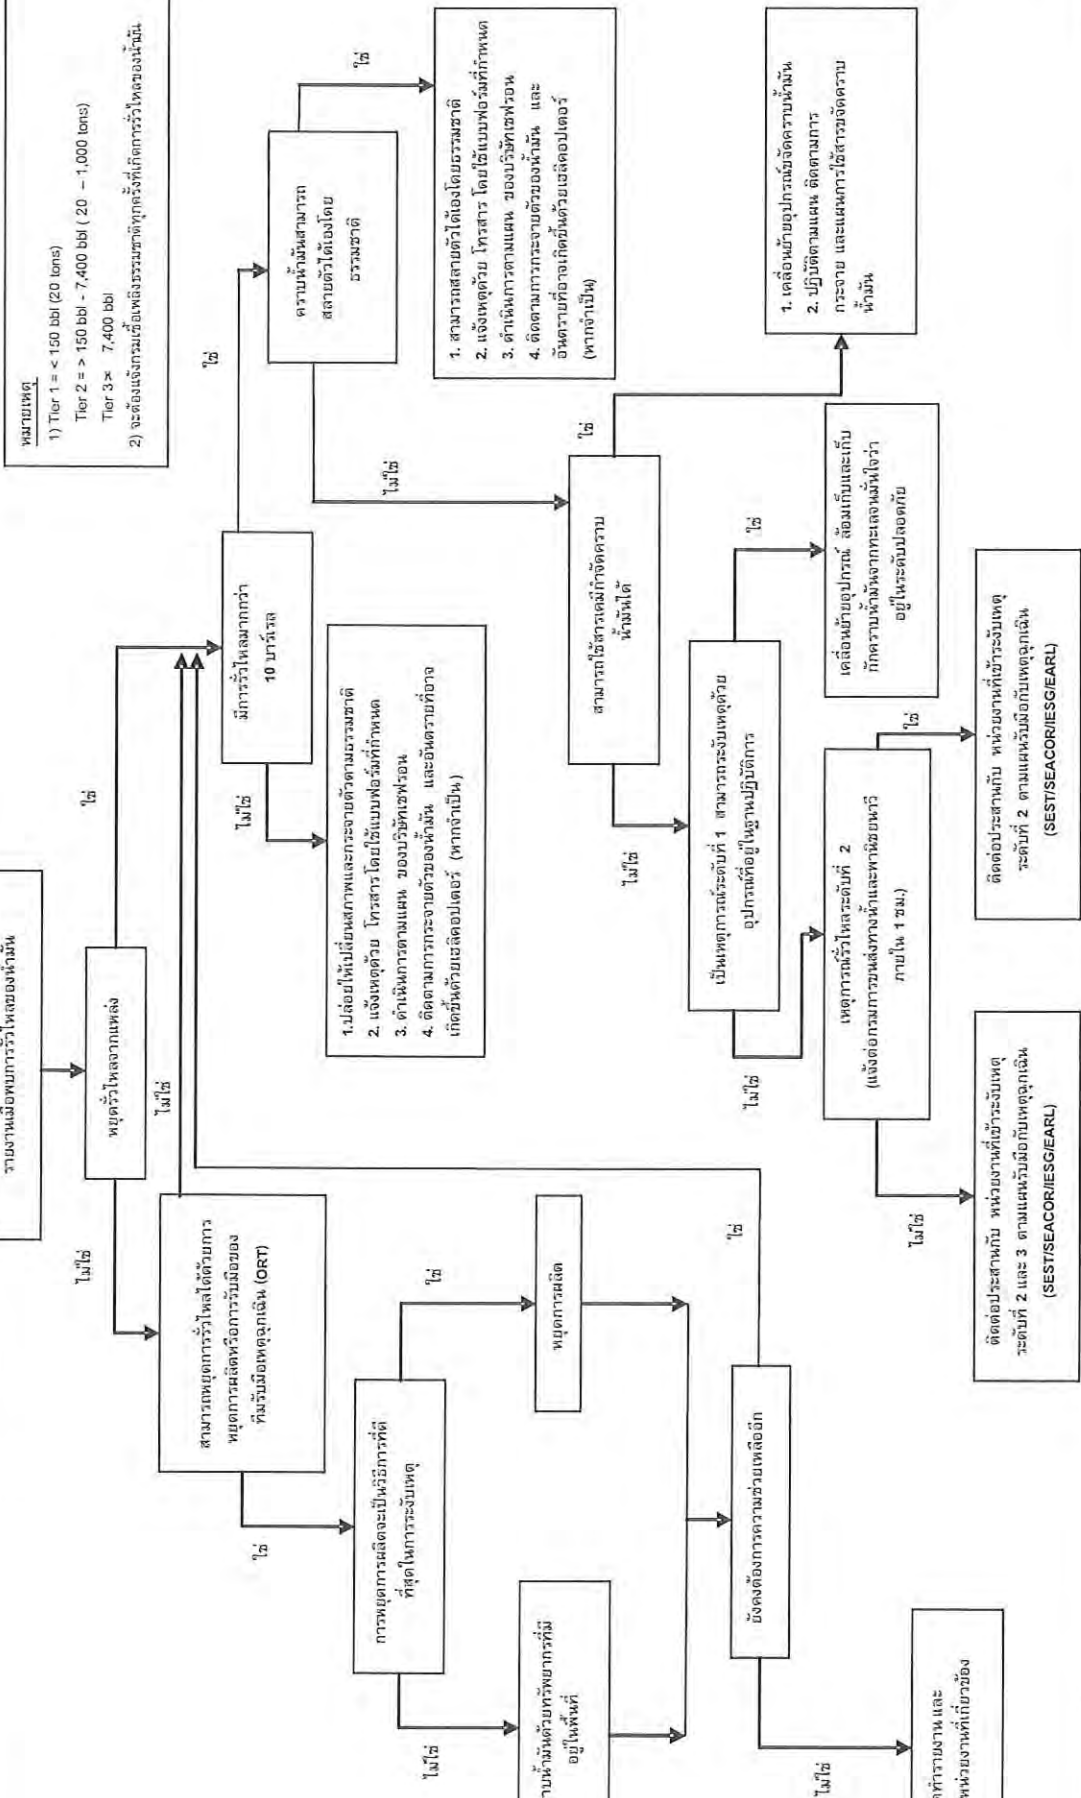 หมายเหตุ
1) Tier 1 = < 150 bbl (20 tons)
Tier 2 = > 150 bbl - 7,400 bbl ( 20 – 1,000 tons)
Tier 3 > 7,400 bbl
2) จะต้องแจ้งกรมเชื้อเพลิงธรรมชาติทุกครั้งที่เกิดการรั่วไหลของน้ำมัน
รายงานเมื่อพบการรั่วไหลของน้ำมัน
หยุดรั่วไหลจากแหล่ง
ใช่
ไม่ใช่
ไม่ใช่
สามารถหยุดการรั่วไหลได้ด้วยการ
หยุดการผลิตหรือการรับมือของ
ทีมรับมือเหตุฉุกเฉิน (ORT)
ใช่
การหยุดการผลิตจะเป็นวิธีการที่ดี
ที่สุดในการระงับเหตุ
ใช่
ไม่ใช่
หยุดการผลิต
น้ำมันด้วยทรัพยากรที่มี
อยู่ในพื้นที่
ยังคงต้องการความช่วยเหลืออีก
ใช่
ไม่ใช่
ทำรายงาน และ
หน่วยงานที่เกี่ยวข้อง
มีการรั่วไหลมากกว่า
10 บาร์เรล
ใช่
ไม่ใช่
1.ปล่อยให้เปลี่ยนสภาพและกระจายตัวตามธรรมชาติ
2. แจ้งเหตุด้วย โทรสารโดยใช้แบบฟอร์มที่กำหนด
3. ดำเนินการตามแผน ของบริษัทเชฟรอน
4. ติดตามการกระจายตัวของน้ำมัน และอันตรายที่อาจ
เกิดขึ้นด้วยเฮลิคอปเตอร์ (หากจำเป็น)
คราบน้ำมันสามารถ
สลายตัวได้เองโดย
ธรรมชาติ
ใช่
ไม่ใช่
1. สามารถสลายตัวได้เองโดยธรรมชาติ
2. แจ้งเหตุด้วย โทรสาร โดยใช้แบบฟอร์มที่กำหนด
3. ดำเนินการตามแผน ของบริษัทเชฟรอน
4. ติดตามการกระจายตัวของน้ำมัน และ
อันตรายที่อาจเกิดขึ้นด้วยเฮลิคอปเตอร์
(หากจำเป็น)
สามารถใช้สารเคมีกำจัดคราบ
น้ำมันได้
ใช่
ไม่ใช่
1. เคลื่อนย้ายอุปกรณ์ขจัดคราบน้ำมัน
2. ปฏิบัติตามแผน ติดตามการ
กระจาย และแผนการใช้สารขจัดคราบ
น้ำมัน
เป็นเหตุการณ์ระดับที่ 1 สามารถระงับเหตุด้วย
อุปกรณ์ที่อยู่ในฐานปฏิบัติการ
ใช่
ไม่ใช่
เคลื่อนย้ายอุปกรณ์ ล้อมเก็บและเก็บ
กักคราบน้ำมันจากทะเลจนมั่นใจว่า
อยู่ในระดับปลอดภัย
เหตุการณ์รั่วไหลระดับที่ 2
(แจ้งต่อกรมการขนส่งทางน้ำและพาณิชยนาวี
ภายใน 1 ชม.)
ใช่
ไม่ใช่
ติดต่อประสานกับ หน่วยงานที่เข้าระงับเหตุ
ระดับที่ 2 ตามแผนรับมือกับเหตุฉุกเฉิน
(SEST/SEACOR/IESG/EARL)
ติดต่อประสานกับ หน่วยงานที่เข้าระงับเหตุ
ระดับที่ 2 และ 3 ตามแผนรับมือกับเหตุฉุกเฉิน
(SEST/SEACOR/IESG/EARL)